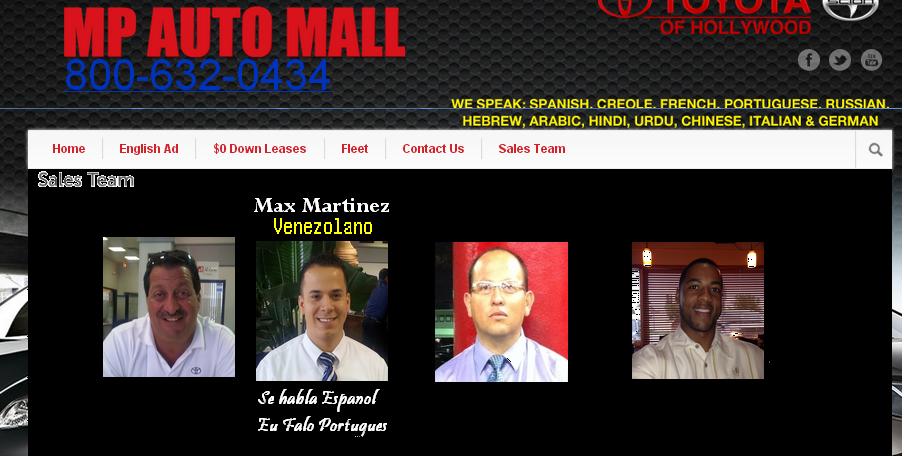 TOYOTA
MP AUTO MALL
OF HOLLYWOOD
800-632-0434
WE SPEAK: SPANISH, CREOLE, FRENCH, PORTUGUESE, RUSSIAN,
HEBREW, ARABIC, HINDI, URDU, CHINESE, ITALIAN & GERMAN
Home English Ad $0 Down Leases Fleet Contact Us Sales Team
Sales Team
Max Martinez
Venezolano
Se habla Espanol
Eu Falo Portugues